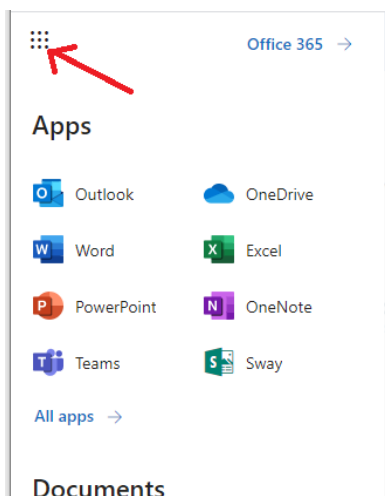 Office 365 →
Apps
Outlook OneDrive
Word Excel
PowerPoint OneNote
Teams Sway
All apps →
Documents